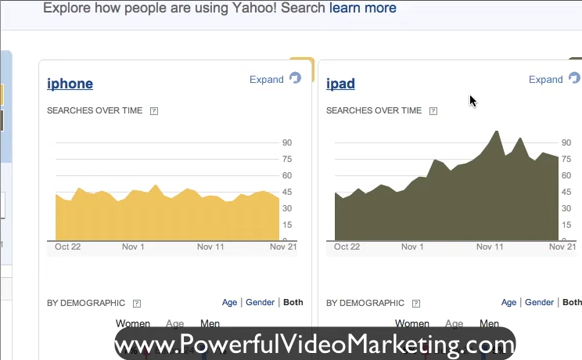 Explore how people are using Yahoo! Search learn more
iphone
Expand
SEARCHES OVER TIME ?
90
75
60
45
30
15
0
Oct 22 Nov 1 Nov 11 Nov 21
BY DEMOGRAPHIC ?
Age | Gender | Both
Women Age Men
ipad
Expand
SEARCHES OVER TIME ?
90
75
60
45
30
15
0
Oct 22 Nov 1 Nov 11 Nov 21
BY DEMOGRAPHIC ?
Age | Gender | Both
Women Age Men
www.PowerfulVideoMarketing.com